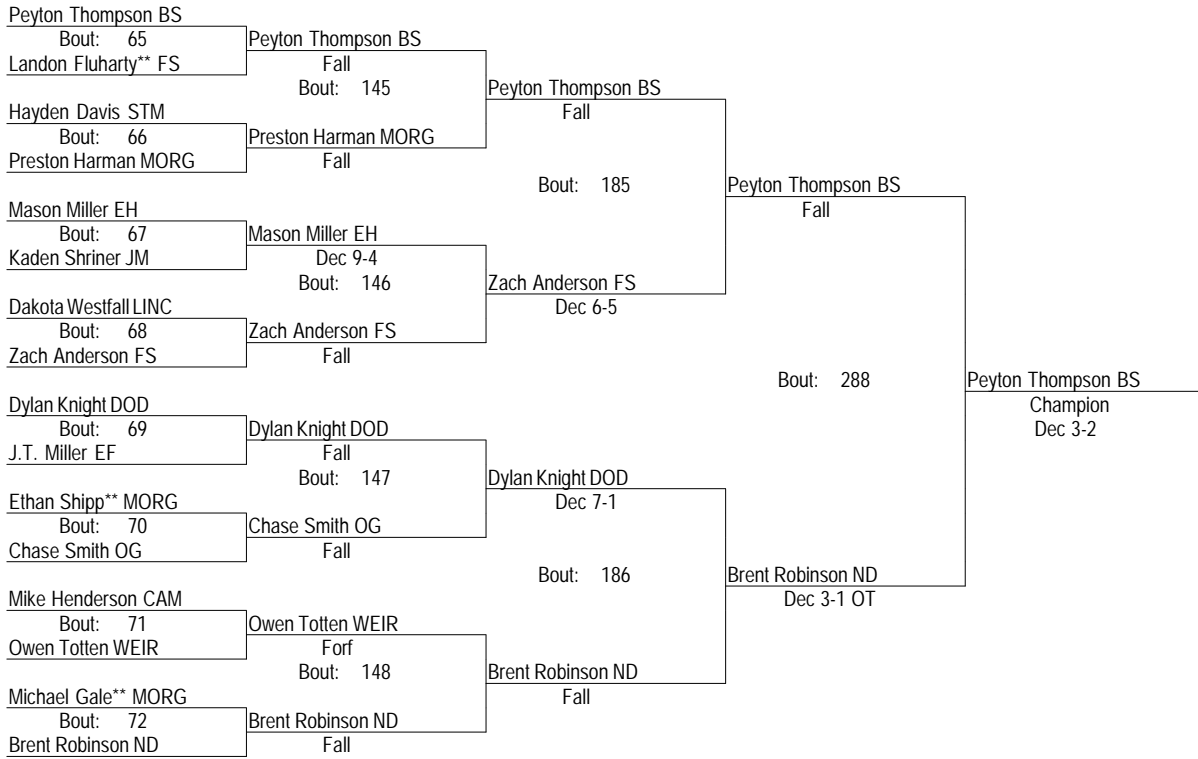 Peyton Thompson BS
Bout: 65
Landon Fluharty** FS
Hayden Davis STM
Bout: 66
Preston Harman MORG
Mason Miller EH
Bout: 67
Kaden Shriner JM
Dakota Westfall LINC
Bout: 68
Zach Anderson FS
Dylan Knight DOD
Bout: 69
J.T. Miller EF
Ethan Shipp** MORG
Bout: 70
Chase Smith OG
Mike Henderson CAM
Bout: 71
Owen Totten WEIR
Michael Gale** MORG
Bout: 72
Brent Robinson ND
Peyton Thompson BS
Fall
Bout: 145
Preston Harman MORG
Fall
Mason Miller EH
Dec 9-4
Bout: 146
Zach Anderson FS
Fall
Dylan Knight DOD
Fall
Bout: 147
Chase Smith OG
Fall
Owen Totten WEIR
Forf
Bout: 148
Brent Robinson ND
Fall
Peyton Thompson BS
Fall
Bout: 185
Zach Anderson FS
Dec 6-5
Dylan Knight DOD
Dec 7-1
Bout: 186
Brent Robinson ND
Fall
Peyton Thompson BS
Fall
Bout: 288
Brent Robinson ND
Dec 3-1 OT
Peyton Thompson BS
Champion
Dec 3-2